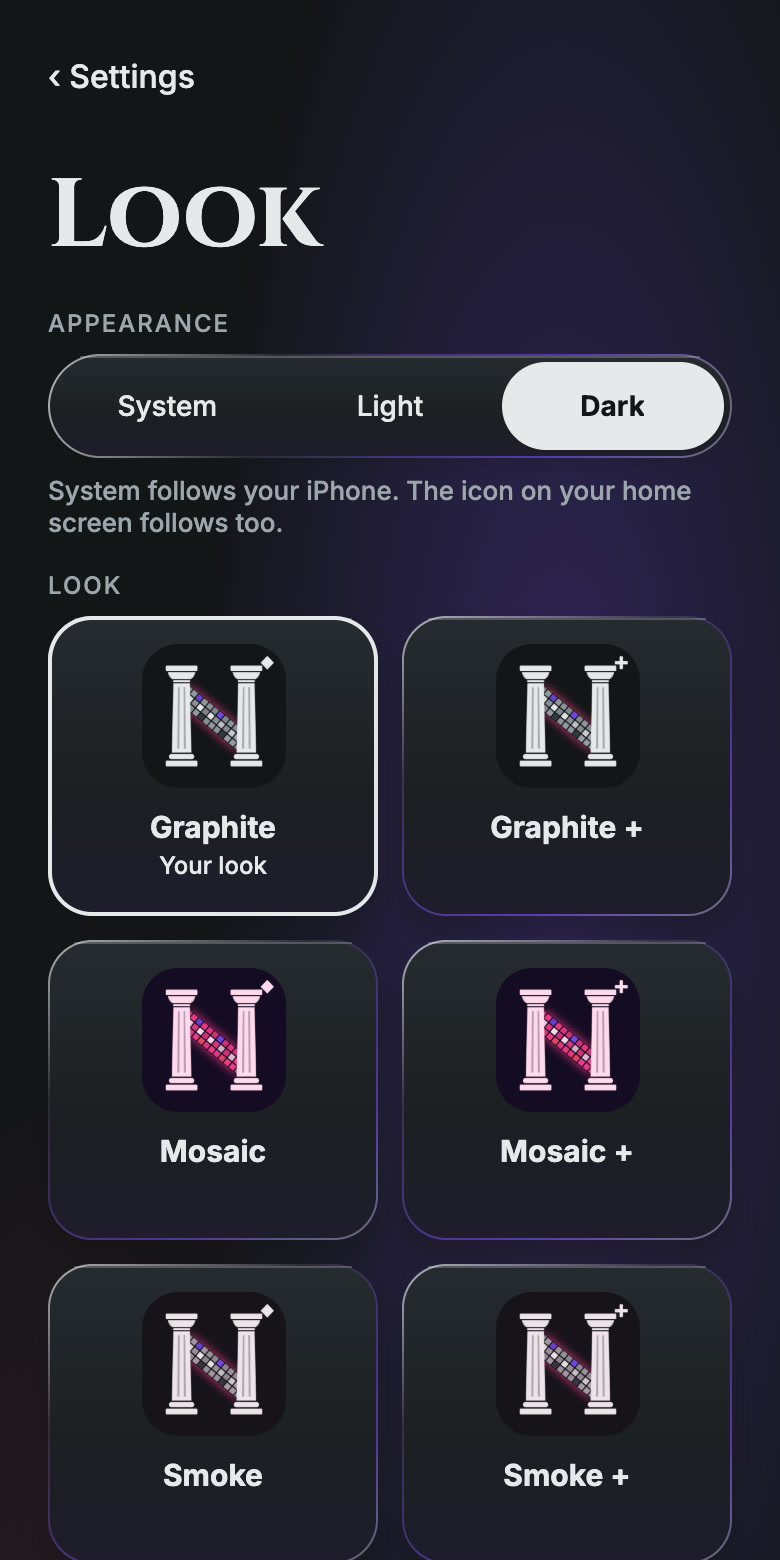 ‹ Settings
LOOK
APPEARANCE
System Light Dark
System follows your iPhone. The icon on your home
screen follows too.
LOOK
Graphite Graphite +
Your look
Mosaic Mosaic +
Smoke Smoke +